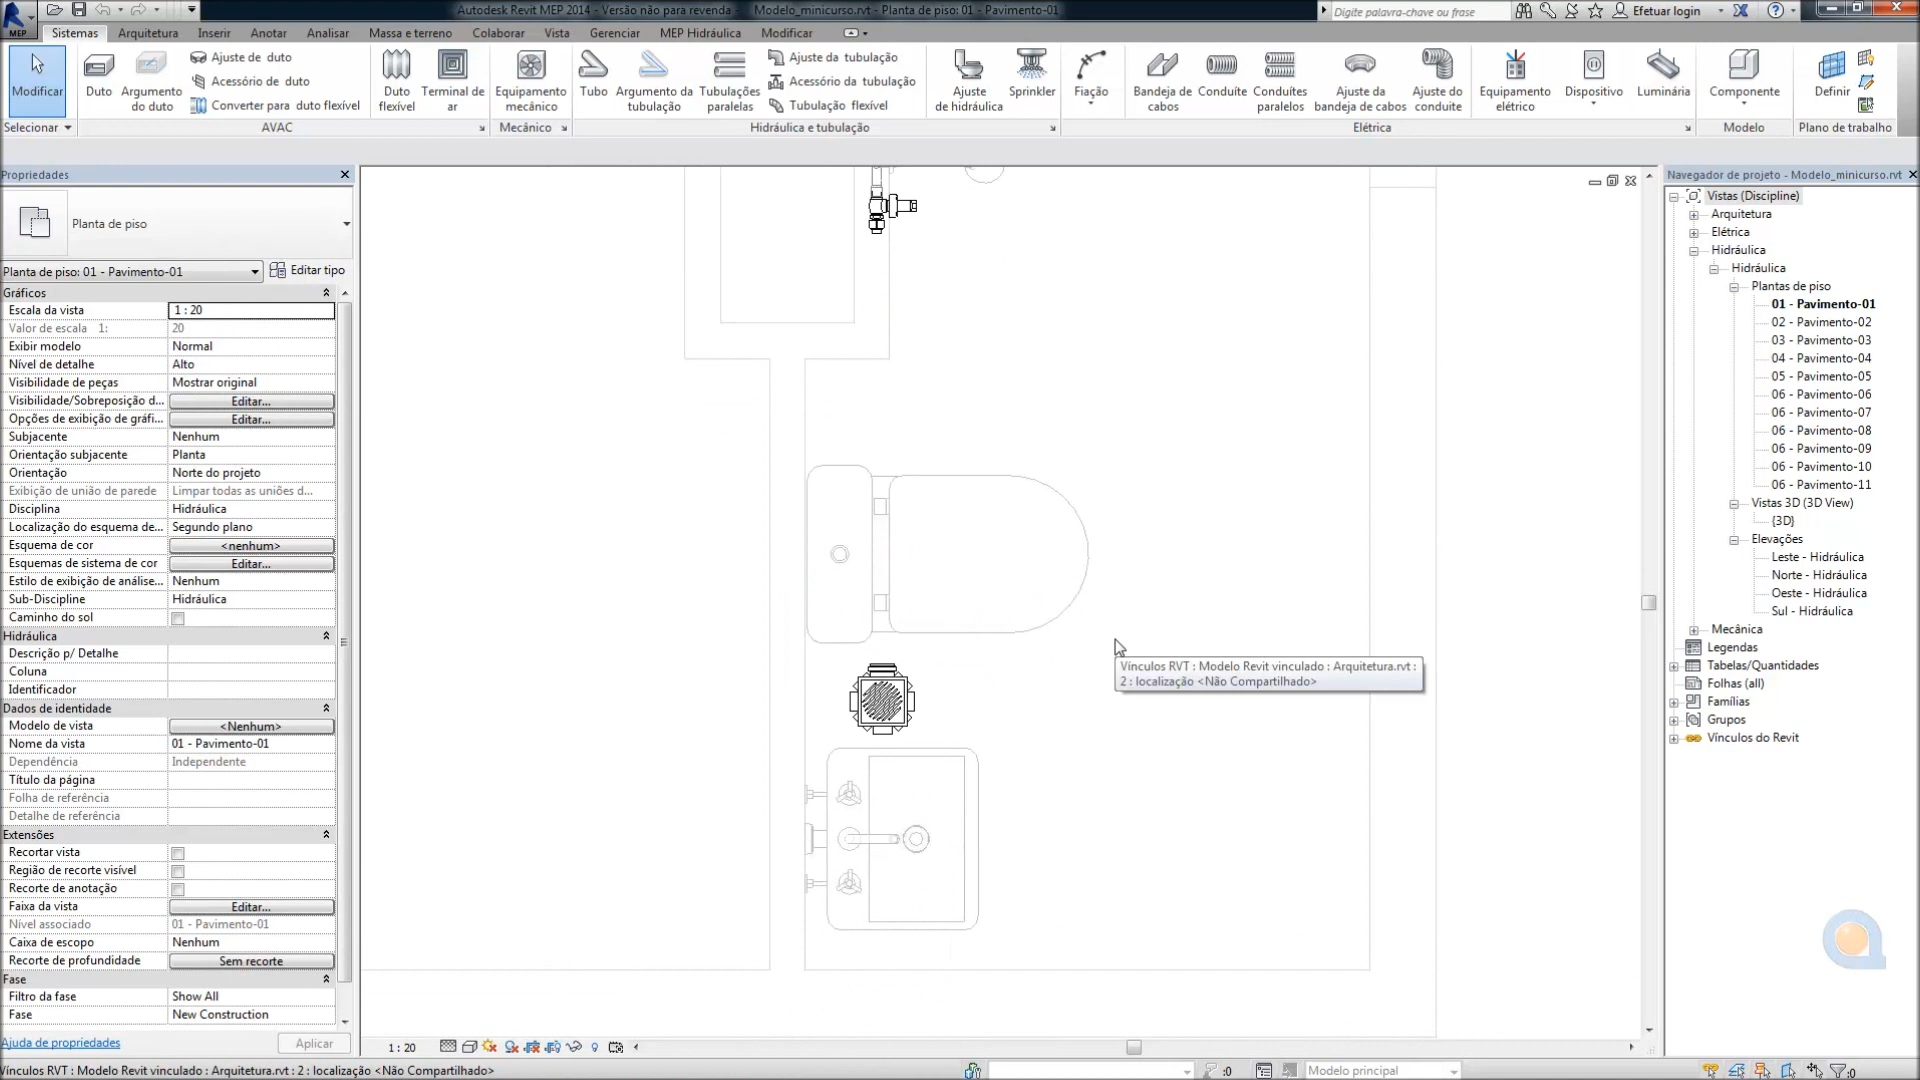 Autodesk Revit MEP 2014 - Versão não para revenda - Modelo_minicurso.rvt - Planta de piso: 01 - Pavimento-01
Digite palavra-chave ou frase
Efetuar login
MEP
Sistemas Arquitetura Inserir Anotar Analisar Massa e terreno Colaborar Vista Gerenciar MEP Hidráulica Modificar
Modificar
Selecionar
Duto
Argumento do duto
Ajuste de duto
Acessório de duto
Converter para duto flexível
Duto flexível
Terminal de ar
AVAC
Equipamento mecânico
Mecânico
Tubo
Argumento da tubulação
Tubulações paralelas
Ajuste da tubulação
Acessório da tubulação
Tubulação flexível
Ajuste de hidráulica
Sprinkler
Hidráulica e tubulação
Fiação
Bandeja de cabos
Conduíte
Conduítes paralelos
Ajuste da bandeja de cabos
Ajuste do conduite
Equipamento elétrico
Dispositivo
Luminária
Elétrica
Componente
Modelo
Definir
Plano de trabalho
Propriedades
Planta de piso
Planta de piso: 01 - Pavimento-01 Editar tipo
Gráficos
Escala da vista 1 : 20
Valor de escala 1: 20
Exibir modelo Normal
Nível de detalhe Alto
Visibilidade de peças Mostrar original
Visibilidade/Sobreposição d... Editar...
Opções de exibição de gráfi... Editar...
Subjacente Nenhum
Orientação subjacente Planta
Orientação Norte do projeto
Exibição de união de parede Limpar todas as uniões d...
Disciplina Hidráulica
Localização do esquema de... Segundo plano
Esquema de cor <nenhum>
Esquemas de sistema de cor Editar...
Estilo de exibição de análise... Nenhum
Sub-Discipline Hidráulica
Caminho do sol
Hidráulica
Descrição p/ Detalhe
Coluna
Identificador
Dados de identidade
Modelo de vista <Nenhum>
Nome da vista 01 - Pavimento-01
Dependência Independente
Título da página
Folha de referência
Detalhe de referência
Extensões
Recortar vista
Região de recorte visível
Recorte de anotação
Faixa da vista Editar...
Nível associado 01 - Pavimento-01
Caixa de escopo Nenhum
Recorte de profundidade Sem recorte
Fase
Filtro da fase Show All
Fase New Construction
Ajuda de propriedades Aplicar
Vínculos RVT : Modelo Revit vinculado : Arquitetura.rvt :
2 : localização <Não Compartilhado>
Navegador de projeto - Modelo_minicurso.rvt
Vistas (Discipline)
Arquitetura
Elétrica
Hidráulica
Hidráulica
Plantas de piso
01 - Pavimento-01
02 - Pavimento-02
03 - Pavimento-03
04 - Pavimento-04
05 - Pavimento-05
06 - Pavimento-06
06 - Pavimento-07
06 - Pavimento-08
06 - Pavimento-09
06 - Pavimento-10
06 - Pavimento-11
Vistas 3D (3D View)
{3D}
Elevações
Leste - Hidráulica
Norte - Hidráulica
Oeste - Hidráulica
Sul - Hidráulica
Mecânica
Legendas
Tabelas/Quantidades
Folhas (all)
Famílias
Grupos
Vínculos do Revit
1 : 20
Vínculos RVT : Modelo Revit vinculado : Arquitetura.rvt : 2 : localização <Não Compartilhado>
:0
Modelo principal
:0